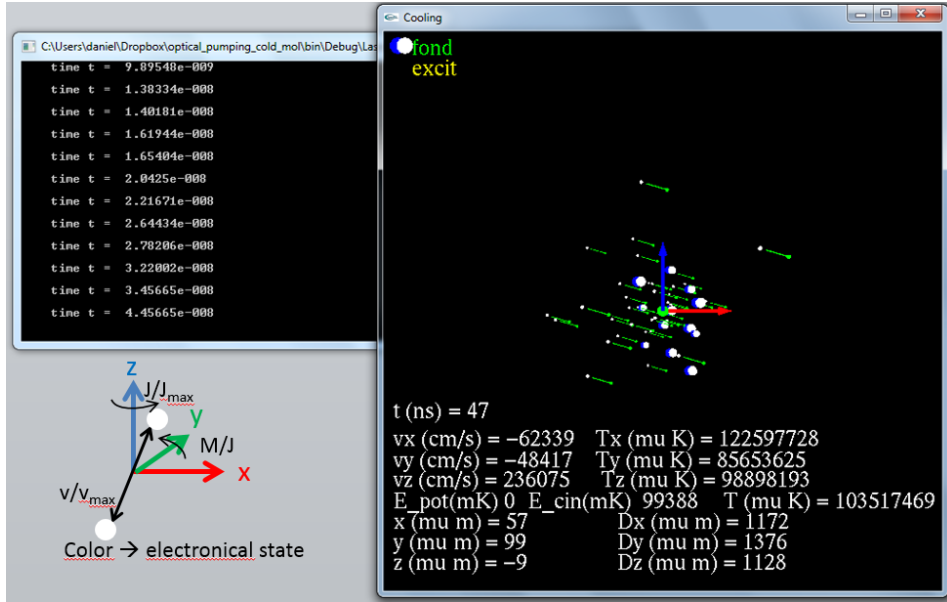 C:\Users\daniel\Dropbox\optical_pumping_cold_mol\bin\Debug\Las
time t = 9.89548e-009
time t = 1.38334e-008
time t = 1.40181e-008
time t = 1.61944e-008
time t = 1.65404e-008
time t = 2.0425e-008
time t = 2.21671e-008
time t = 2.64434e-008
time t = 2.78206e-008
time t = 3.22002e-008
time t = 3.45665e-008
time t = 4.45665e-008
Cooling
fond
excit
t (ns) = 47
vx (cm/s) = −62339 Tx (mu K) = 122597728
vy (cm/s) = −48417 Ty (mu K) = 85653625
vz (cm/s) = 236075 Tz (mu K) = 98898193
E_pot(mK) 0 E_cin(mK) 99388 T (mu K) = 103517469
x (mu m) = 57 Dx (mu m) = 1172
y (mu m) = 99 Dy (mu m) = 1376
z (mu m) = −9 Dz (mu m) = 1128
z
J/Jmax
y
M/J
x
v/vmax
Color → electronical state